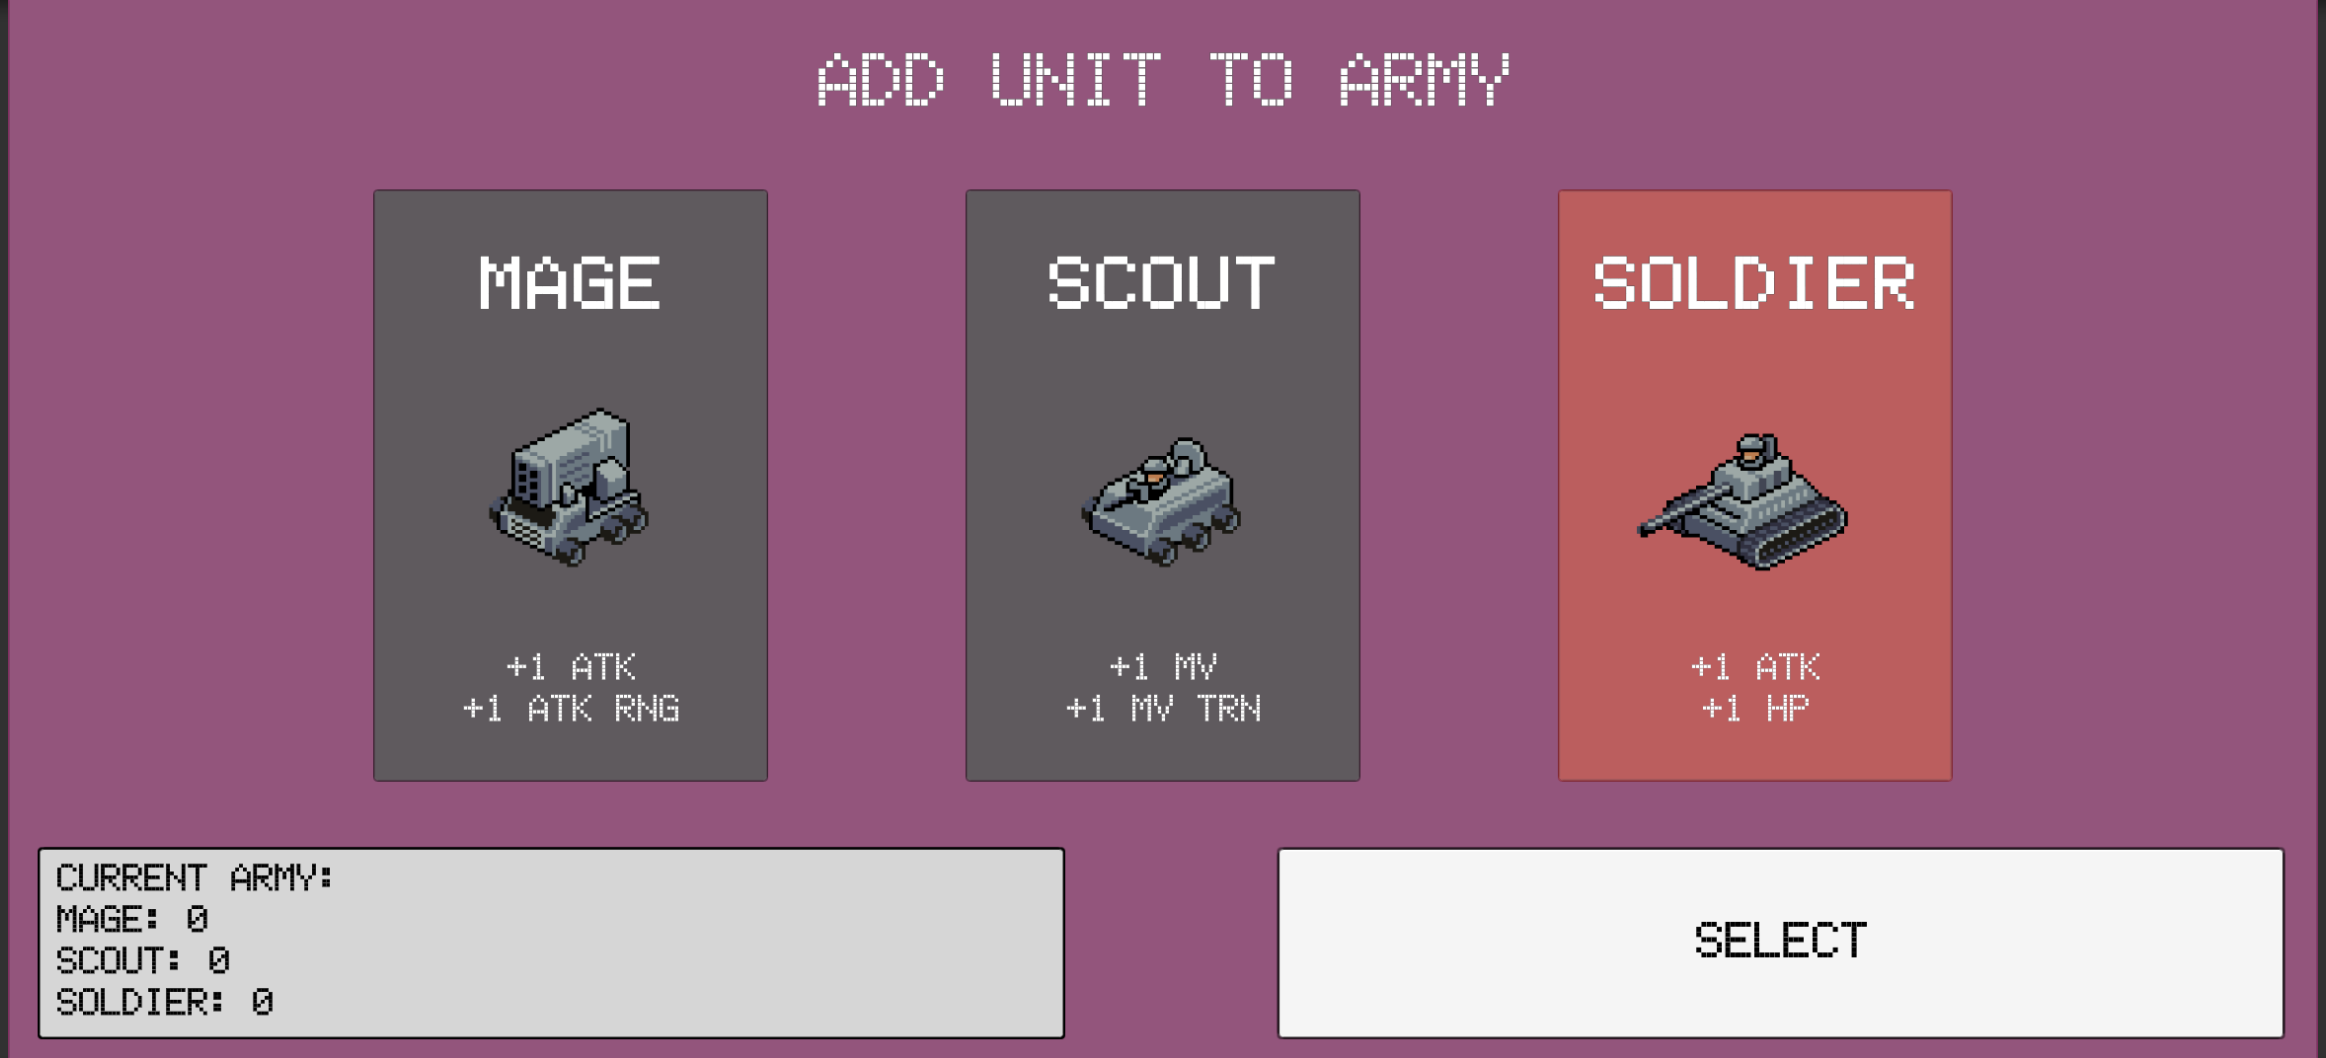 ADD UNIT TO ARMY
MAGE
+1 ATK
+1 ATK RNG
SCOUT
+1 MV
+1 MV TRN
SOLDIER
+1 ATK
+1 HP
CURRENT ARMY:
MAGE: 0
SCOUT: 0
SOLDIER: 0
SELECT